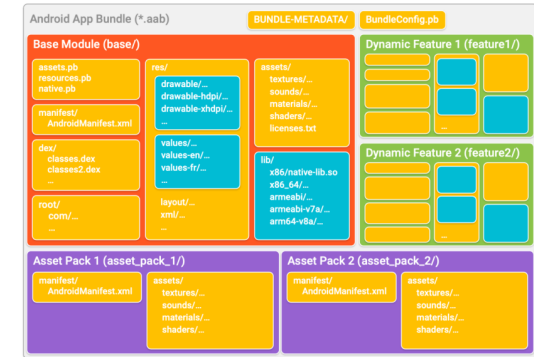 Android App Bundle (*.aab)
BUNDLE-METADATA/
BundleConfig.pb
Base Module (base/)
assets.pb
resources.pb
native.pb
manifest/
AndroidManifest.xml
dex/
classes.dex
classes2.dex
...
root/
com/...
...
res/
drawable/...
drawable-hdpi/...
drawable-xhdpi/...
...
values/...
values-en/...
values-fr/...
...
layout/...
xml/...
...
assets/
textures/...
sounds/...
materials/...
shaders/...
licenses.txt
lib/
x86/native-lib.so
x86_64/...
armeabi/...
armeabi-v7a/...
arm64-v8a/...
Dynamic Feature 1 (feature1/)
...
Dynamic Feature 2 (feature2/)
...
Asset Pack 1 (asset_pack_1/)
manifest/
AndroidManifest.xml
assets/
textures/...
sounds/...
materials/...
shaders/...
Asset Pack 2 (asset_pack_2/)
manifest/
AndroidManifest.xml
assets/
textures/...
sounds/...
materials/...
shaders/...